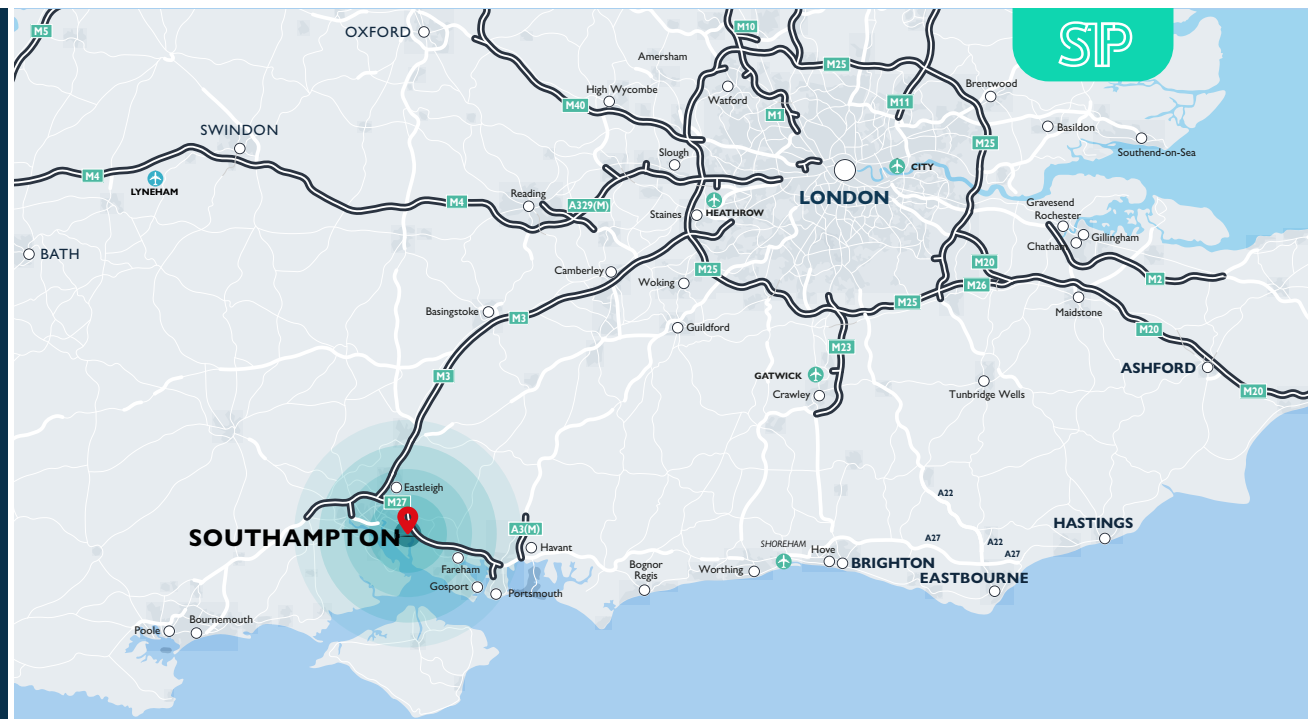 M5
OXFORD
M10
SIP
Amersham
M25
High Wycombe
Watford
Brentwood
M40
M1
M11
Basildon
SWINDON
M25
Southend-on-Sea
Slough
CITY
M4
LYNEHAM
Reading
M4
A329(M)
Staines
HEATHROW
LONDON
Gravesend
Rochester
Chatham
Gillingham
BATH
M20
Camberley
M25
Woking
M26
M2
Basingstoke
M3
M25
Maidstone
Guildford
M20
M23
M3
GATWICK
Crawley
ASHFORD
Tunbridge Wells
M20
Eastleigh
M27
A22
SOUTHAMPTON
A3(M)
Havant
HASTINGS
SHOREHAM
A27
A22
A27
Fareham
Hove
BRIGHTON
Bognor
Regis
Worthing
EASTBOURNE
Gosport
Portsmouth
Bournemouth
Poole